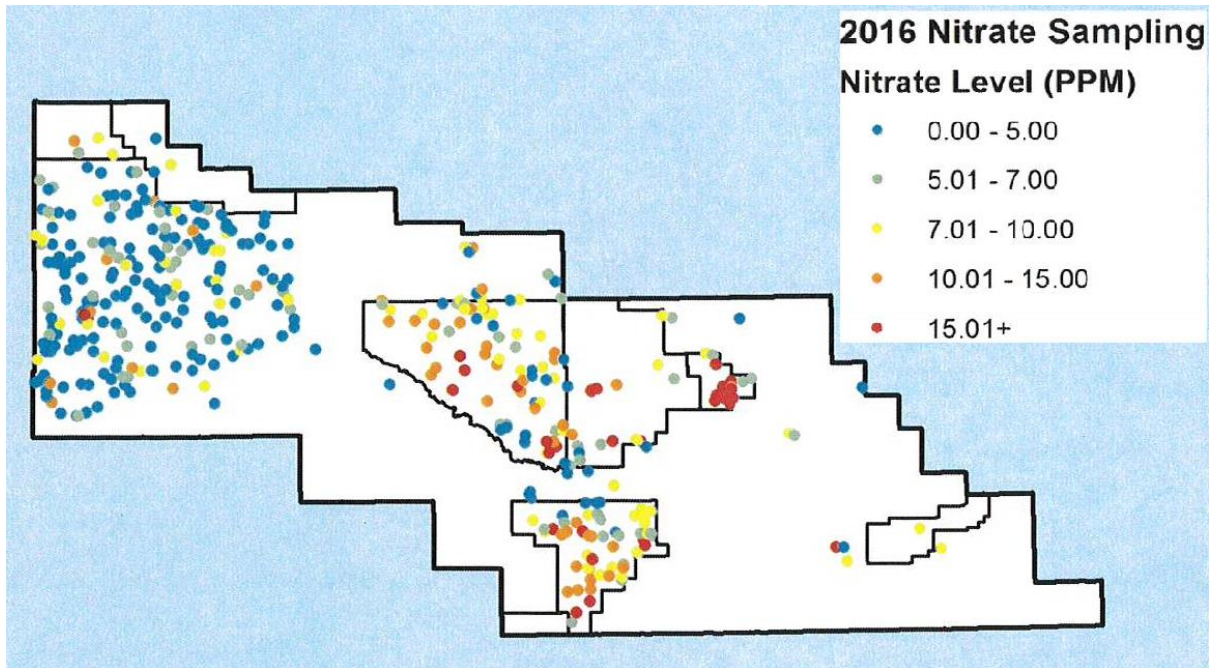 2016 Nitrate Sampling
Nitrate Level (PPM)
0.00 - 5.00
5.01 - 7.00
7.01 - 10.00
10.01 - 15.00
15.01+